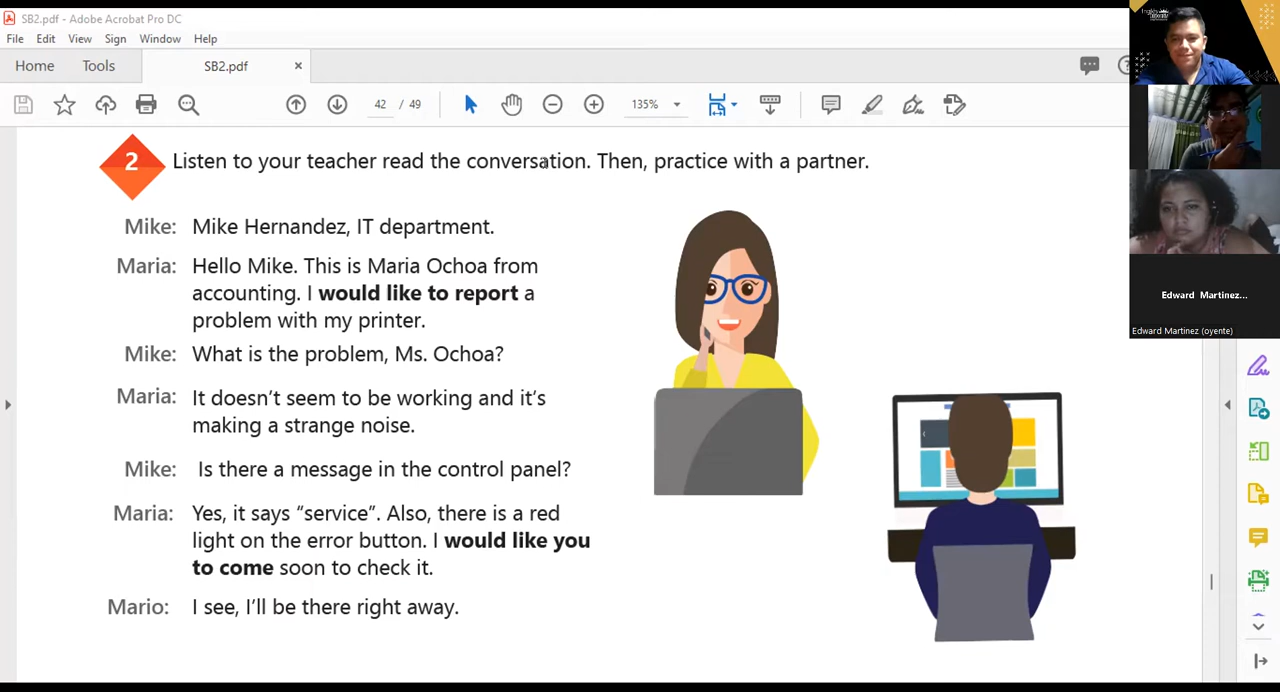 SB2.pdf - Adobe Acrobat Pro DC
File Edit View Sign Window Help
Home Tools SB2.pdf ×
42 / 49 135%
2 Listen to your teacher read the conversation. Then, practice with a partner.
Mike: Mike Hernandez, IT department.
Maria: Hello Mike. This is Maria Ochoa from
accounting. I would like to report a
problem with my printer.
Mike: What is the problem, Ms. Ochoa?
Maria: It doesn't seem to be working and it's
making a strange noise.
Mike: Is there a message in the control panel?
Maria: Yes, it says “service”. Also, there is a red
light on the error button. I would like you
to come soon to check it.
Mario: I see, I'll be there right away.
Edward Martinez...
Edward Martinez (oyente)